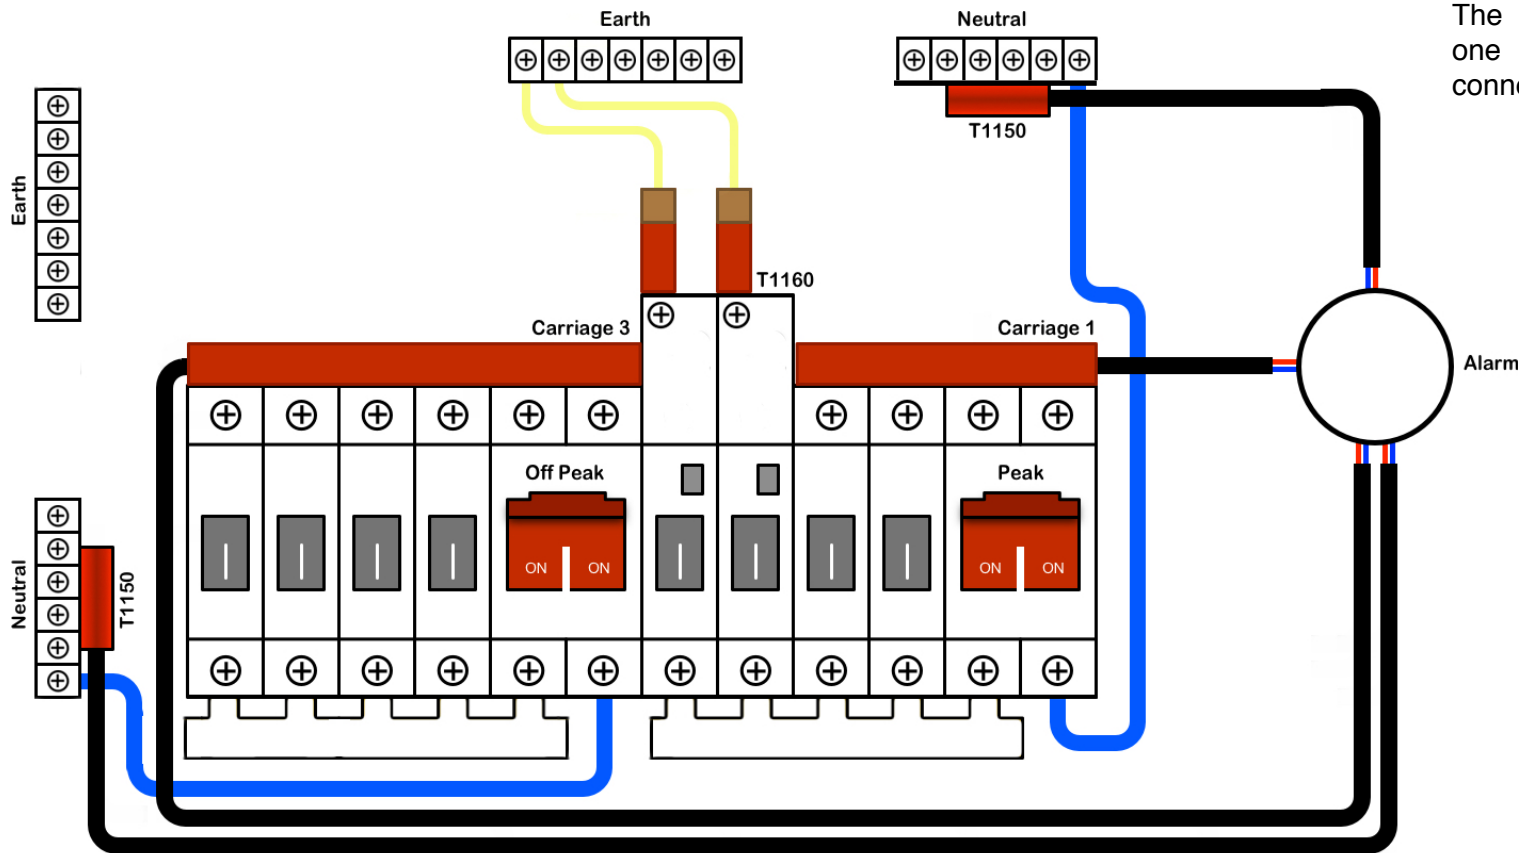 Earth
Neutral
The
one
T1150
Earth
T1160
Carriage 3
Carriage 1
Alarm
Off Peak
Peak
ON
ON
ON
ON
Neutral
T1150